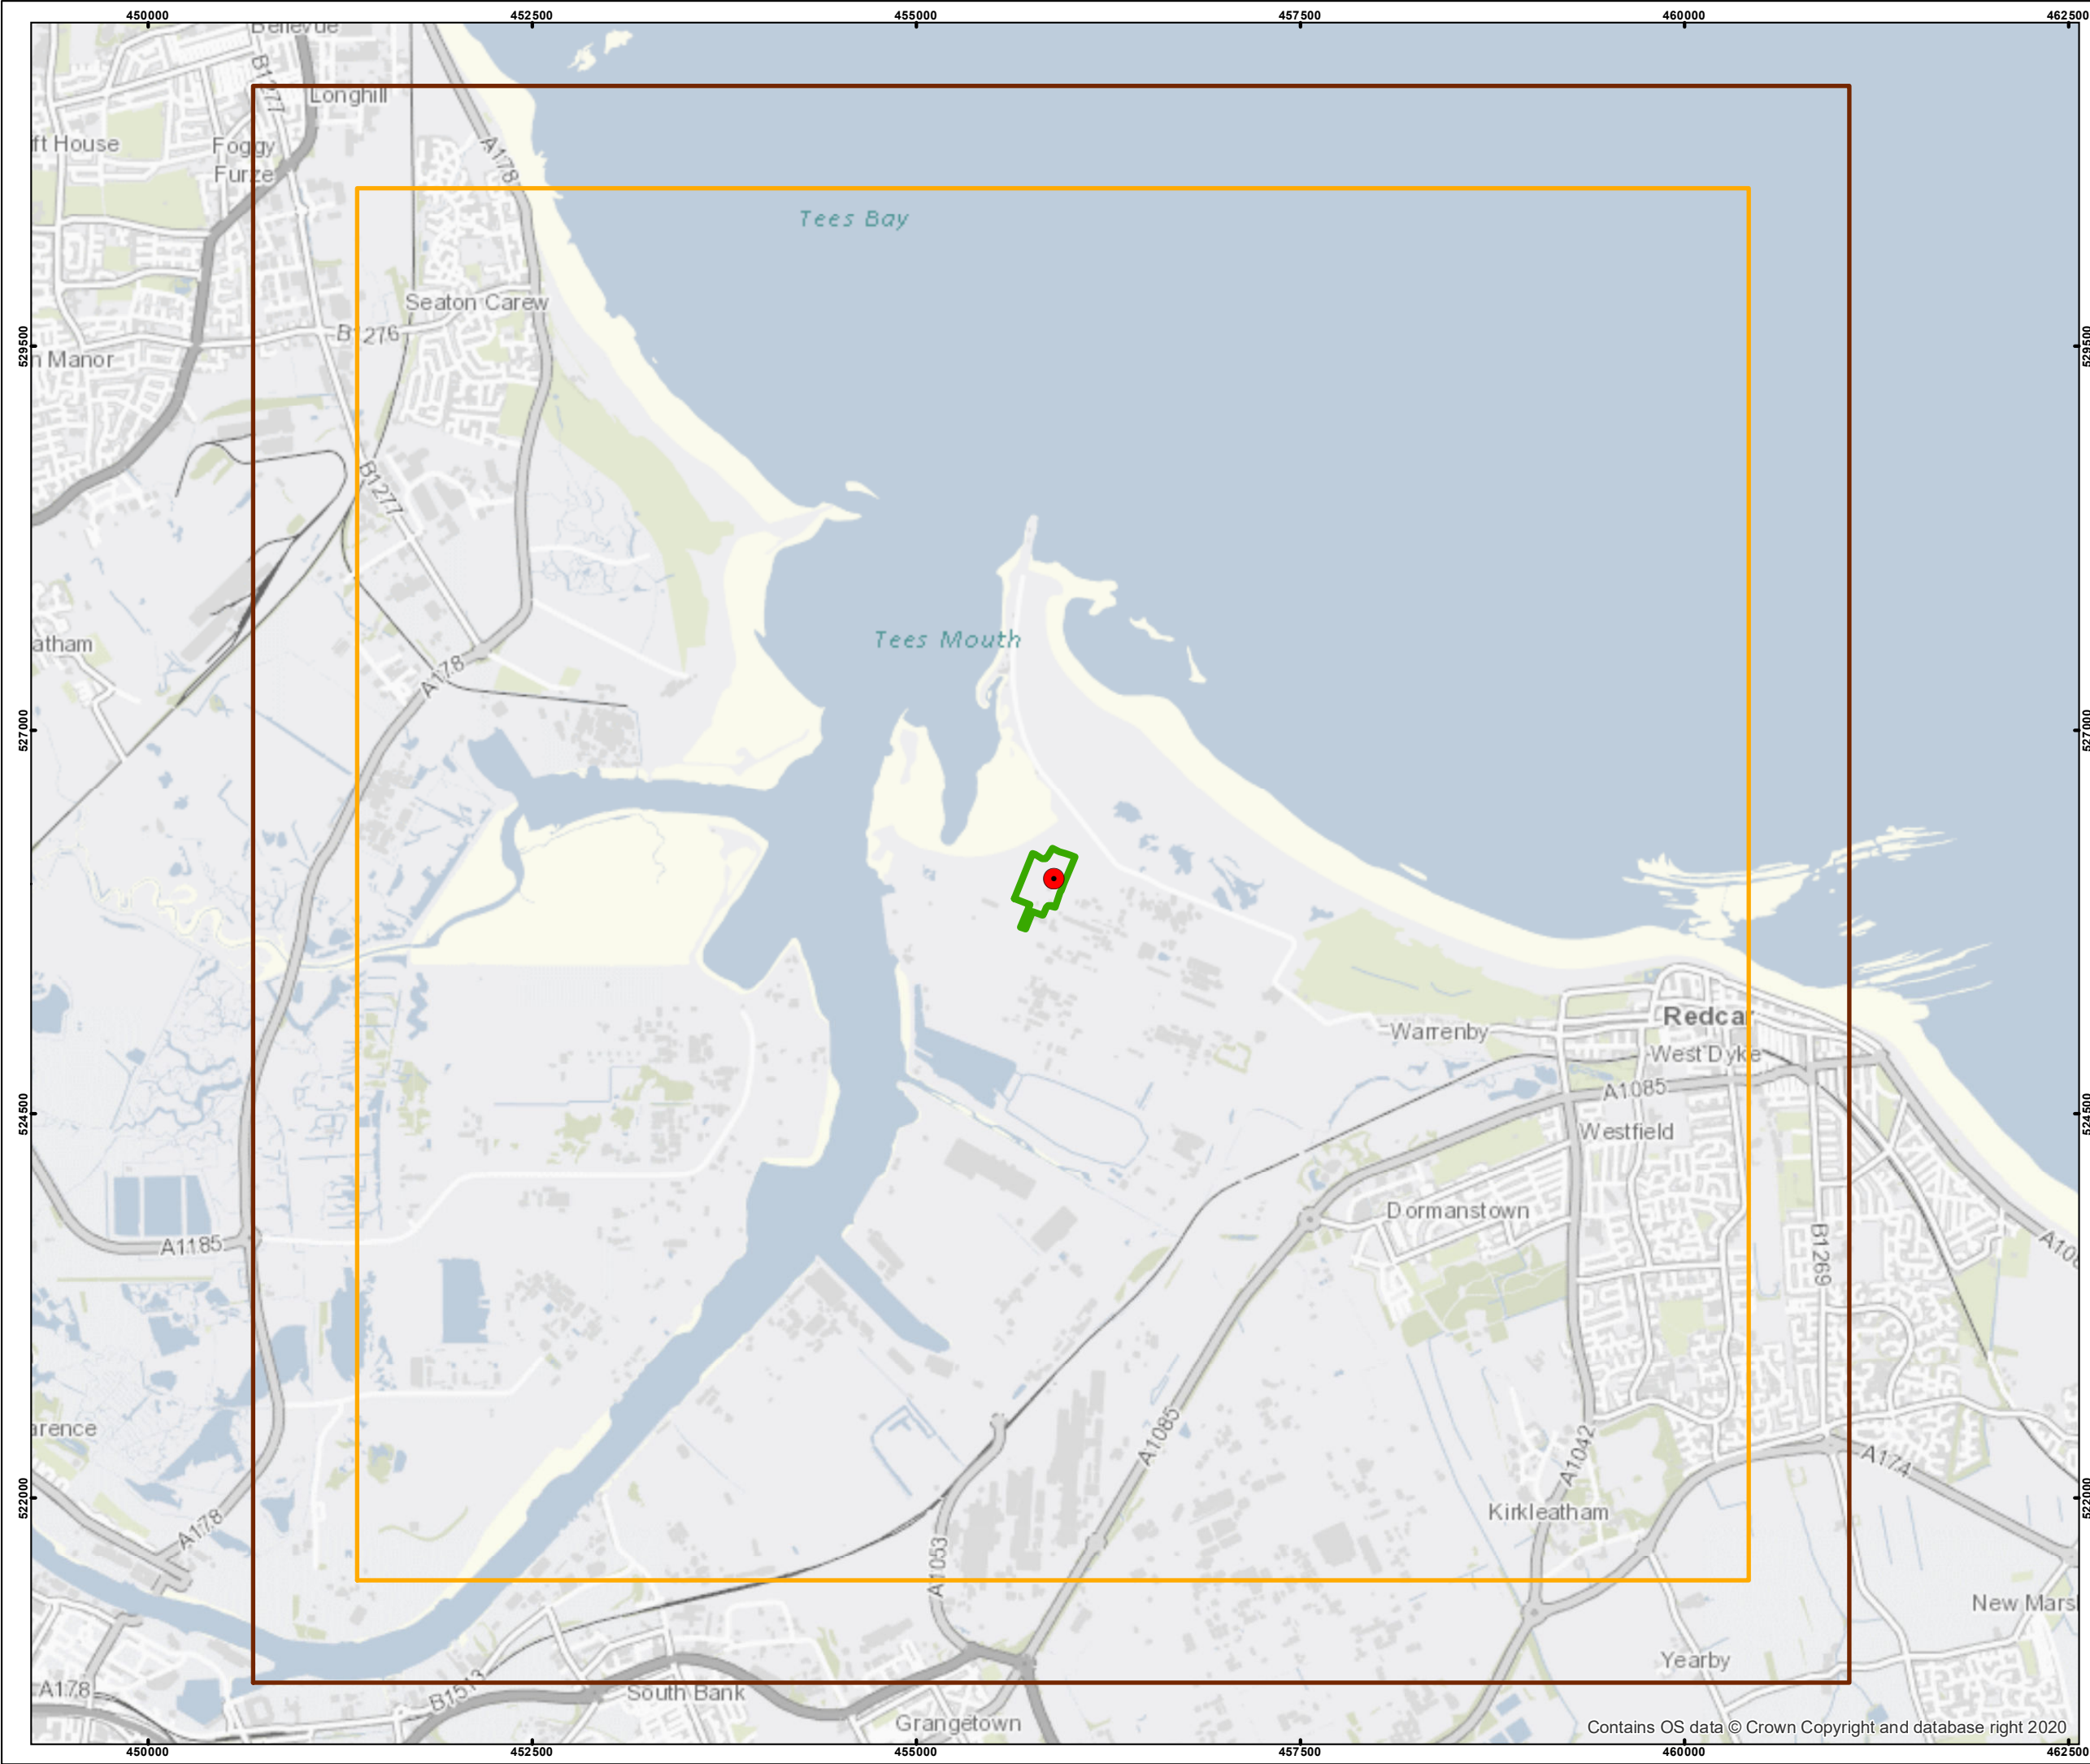 450000 452500 455000 457500 460000 462500
Bellevue
B1277
Longhill
ft House
Foggy
Furze
A178
Tees Bay
Seaton Carew
B1276
529500
529500
n Manor
B1277
Tees Mouth
atham
A178
527000
527000
Redcar
Warrenby
West Dyke
A1085
524500
524500
Westfield
Dormanstown
A1185
B1269
A108
A1085
arence
A1042
A174
522000
522000
Kirkleatham
A178
A1053
New Mars
Yearby
A178
B1513
South Bank
Grangetown
Contains OS data © Crown Copyright and database right 2020
450000 452500 455000 457500 460000 462500